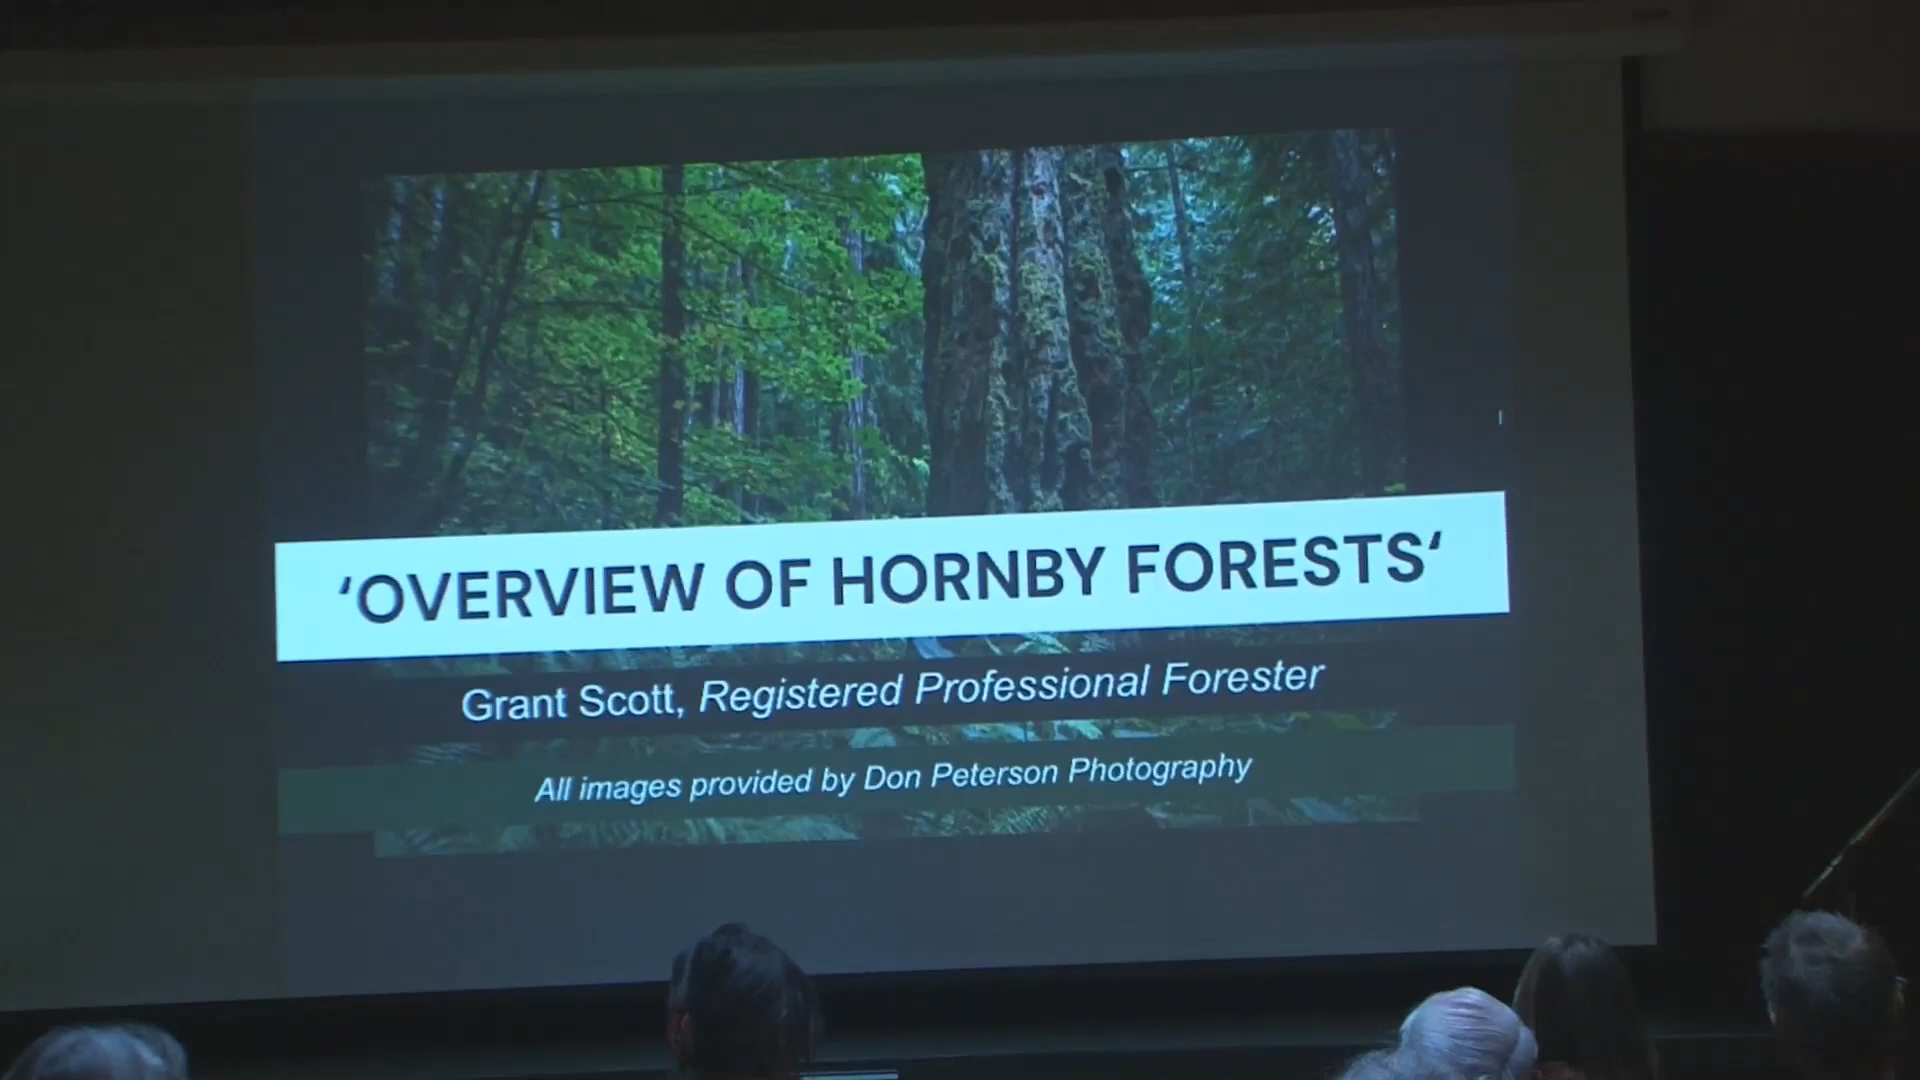 ‘OVERVIEW OF HORNBY FORESTS‘
Grant Scott, Registered Professional Forester
All images provided by Don Peterson Photography